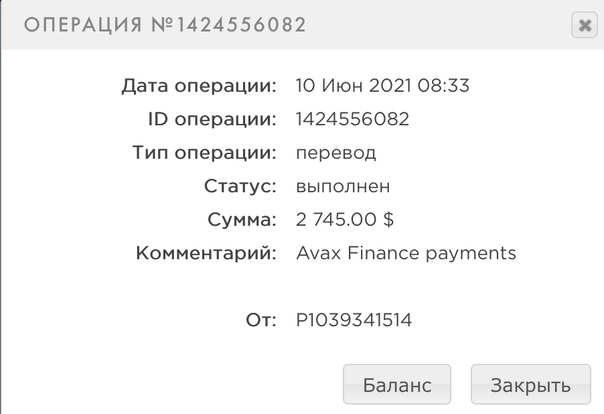 ОПЕРАЦИЯ №1424556082
Дата операции: 10 Июн 2021 08:33
ID операции: 1424556082
Тип операции: перевод
Статус: выполнен
Сумма: 2 745.00 $
Комментарий: Avax Finance payments
От: P1039341514
Баланс Закрыть